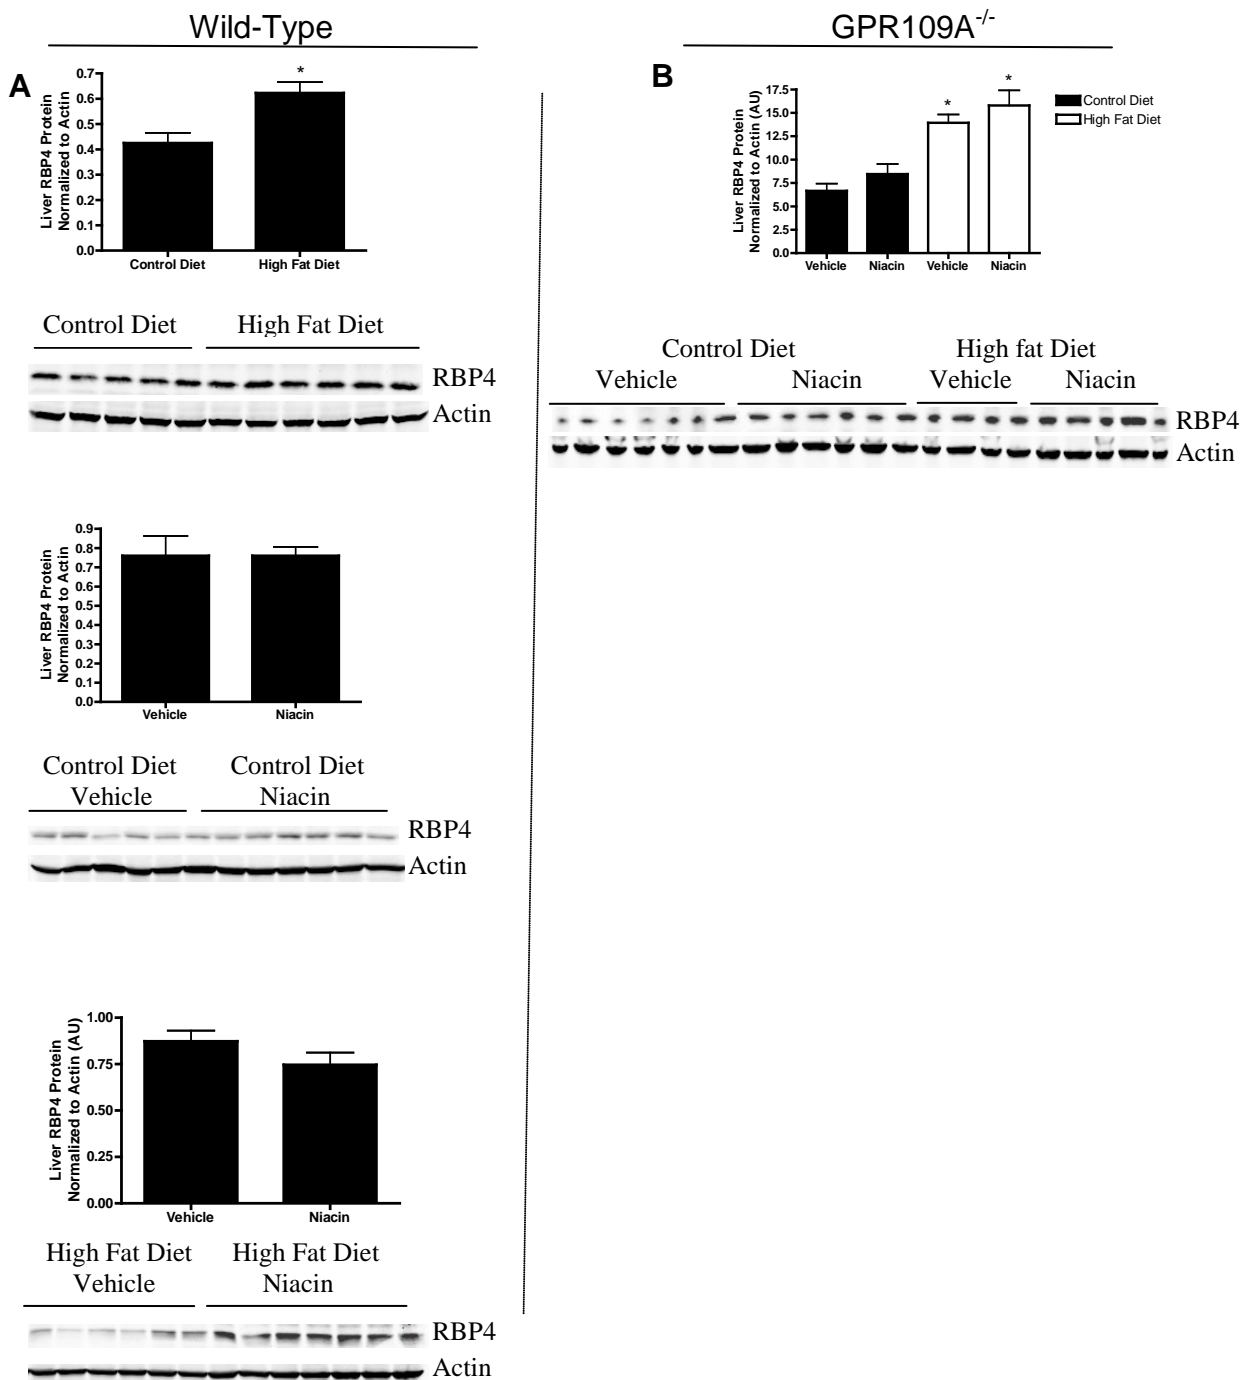 Wild-Type
GPR109A-/-
A
Liver RBP4 Protein
Normalized to Actin
0.7
0.6
0.5
0.4
0.3
0.2
0.1
0.0
*
Control Diet High Fat Diet
Control Diet High Fat Diet
RBP4
Actin
Liver RBP4 Protein
Normalized to Actin
0.9
0.8
0.7
0.6
0.5
0.4
0.3
0.2
0.1
0.0
Vehicle Niacin
Control Diet Control Diet
Vehicle Niacin
RBP4
Actin
Liver RBP4 Protein
Normalized to Actin (AU)
1.00
0.75
0.50
0.25
0.00
Vehicle Niacin
High Fat Diet High Fat Diet
Vehicle Niacin
RBP4
Actin
B
Liver RBP4 Protein
Normalized to Actin (AU)
17.5
15.0
12.5
10.0
7.5
5.0
2.5
0.0
* *
Control Diet
High Fat Diet
Vehicle Niacin Vehicle Niacin
Control Diet High fat Diet
Vehicle Niacin Vehicle Niacin
RBP4
Actin